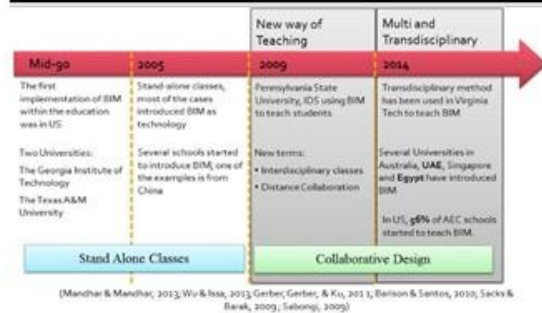 New way of
Teaching
Multi and
Transdisciplinary
Mid-90
2005
2009
2014
The first
implementation of BIM
within the education
was in US
Two Universities:
The Georgia Institute of
Technology
The Texas A&M
University
Stand-alone classes,
most of the cases
introduced BIM as
technology
Several schools started
to introduce BIM, one of
the examples is from
China
Pennsylvania State
University, IDS using BIM
to teach students
New terms:
• Interdisciplinary classes
• Distance Collaboration
Transdisciplinary method
has been used in Virginia
Tech to teach BIM
Several Universities in
Australia, UAE, Singapore
and Egypt have introduced
BIM
In US, 56% of AEC schools
started to teach BIM.
Stand Alone Classes
Collaborative Design
(Mandhar & Mandhar, 2013; Wu & Issa, 2013, Gerber, Gerber, & Ku, 2011; Barison & Santos, 2010; Sacks &
Barak, 2009; Sabongi, 2009)